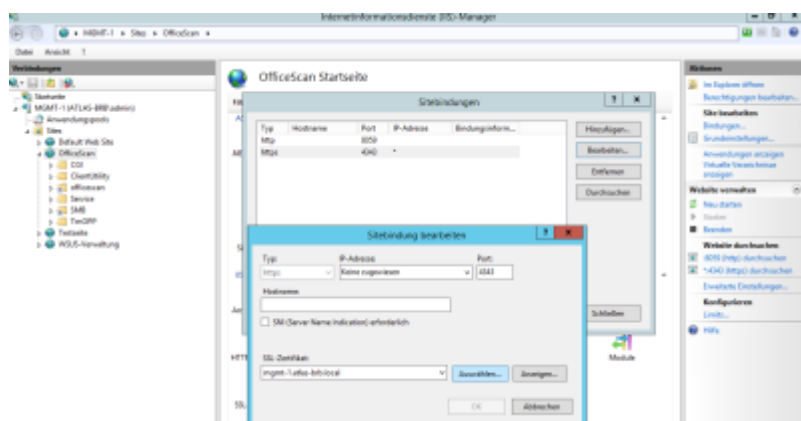 Internetinformationsdienste (IIS)-Manager
MGMT-1 ▸ Sites ▸ OfficeScan ▸
Datei Ansicht ?
Verbindungen
Startseite
MGMT-1 (ATLAS-BRB\admin)
Anwendungspools
Sites
Default Web Site
OfficeScan
CGI
ClientUtility
officescan
Service
SMB
Testseite
WSUS-Verwaltung
OfficeScan Startseite
Sitebindungen
Typ Hostname Port IP-Adresse Bindungsinform...
http 8059
https 4343 *
Hinzufügen...
Bearbeiten...
Entfernen
Durchsuchen
Schließen
Sitebindung bearbeiten
Typ: IP-Adresse: Port:
https Keine zugewiesen 4343
Hostname:
SNI (Server Name Indication) erforderlich
SSL-Zertifikat:
mgmt-1.atlas-brb.local
Auswählen... Anzeigen...
OK Abbrechen
Module
Aktionen
Im Explorer öffnen
Berechtigungen bearbeiten...
Site bearbeiten
Bindungen...
Grundeinstellungen...
Anwendungen anzeigen
Virtuelle Verzeichnisse
anzeigen
Website verwalten
Neu starten
Starten
Beenden
Website durchsuchen
:8059 (http) durchsuchen
*:4343 (https) durchsuchen
Erweiterte Einstellungen...
Konfigurieren
Limits...
Hilfe